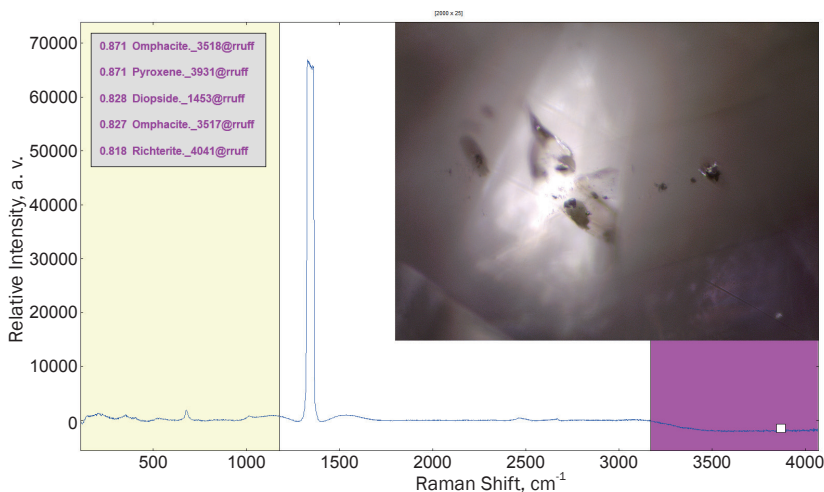 [2000 x 25]
70000
60000
50000
40000
30000
20000
10000
0
Relative Intensity, a. v.
0.871 Omphacite._3518@rruff
0.871 Pyroxene._3931@rruff
0.828 Diopside._1453@rruff
0.827 Omphacite._3517@rruff
0.818 Richterite._4041@rruff
500 1000 1500 2000 2500 3000 3500 4000
Raman Shift, cm⁻¹